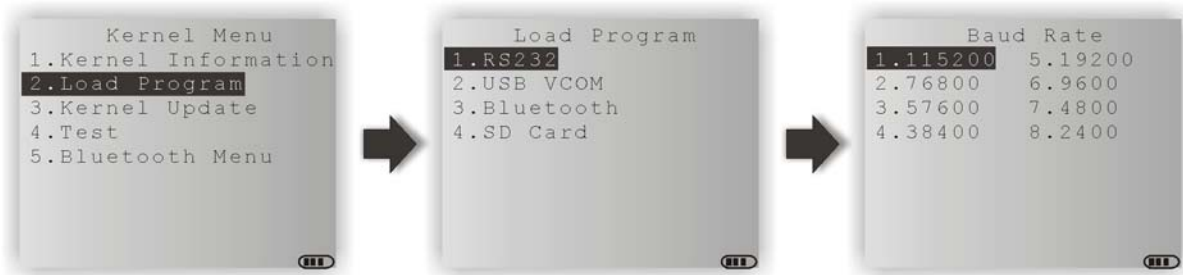 Kernel Menu
1.Kernel Information
2.Load Program
3.Kernel Update
4.Test
5.Bluetooth Menu
Load Program
1.RS232
2.USB VCOM
3.Bluetooth
4.SD Card
Baud Rate
1.115200 5.19200
2.76800 6.9600
3.57600 7.4800
4.38400 8.2400